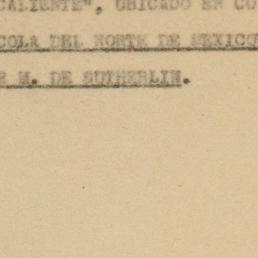 CALIENTE", UBICADO EN CO
COLA DEL NORTE DE MEXICO
R M. DE SUTHERLIN.